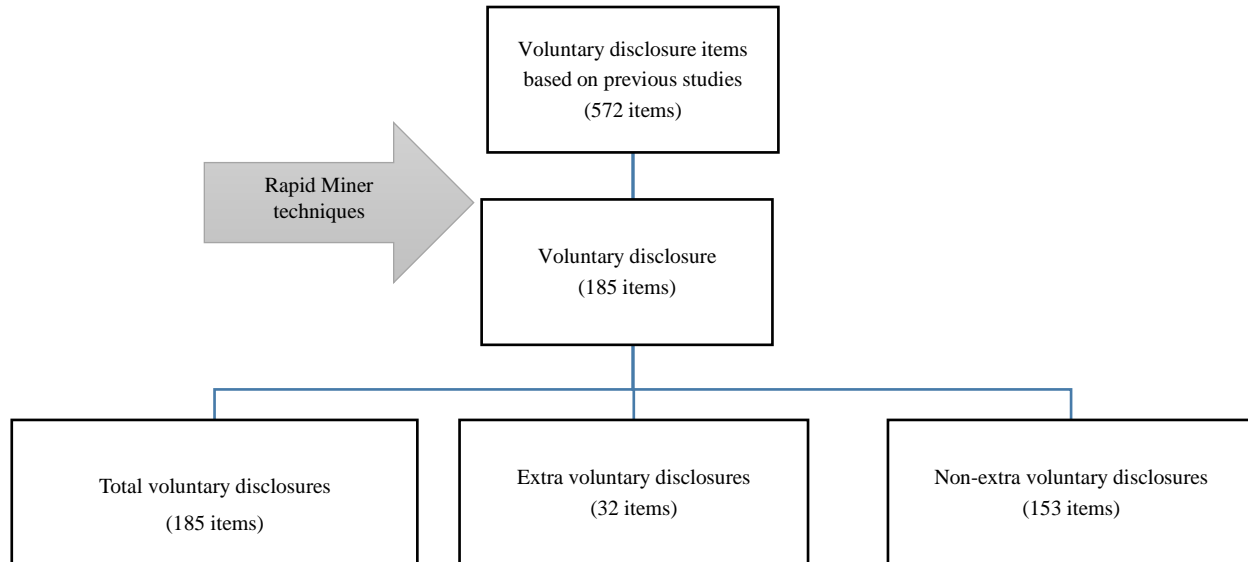 Voluntary disclosure items
based on previous studies
(572 items)
Rapid Miner
techniques
Voluntary disclosure
(185 items)
Total voluntary disclosures
(185 items)
Extra voluntary disclosures
(32 items)
Non-extra voluntary disclosures
(153 items)